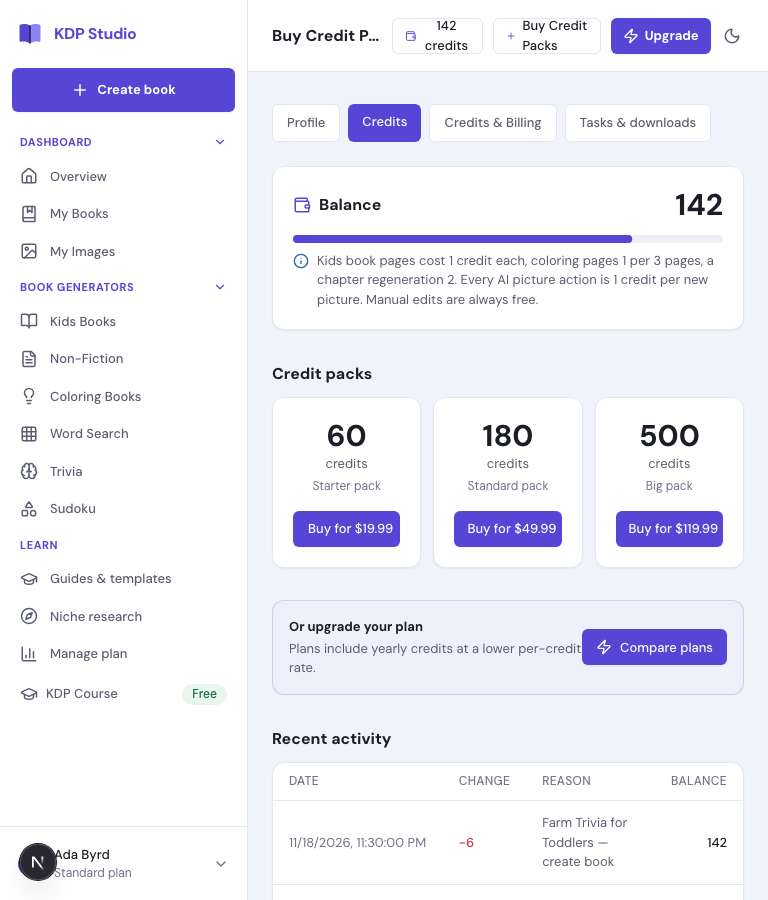 KDP Studio
Create book
DASHBOARD
Overview
My Books
My Images
BOOK GENERATORS
Kids Books
Non-Fiction
Coloring Books
Word Search
Trivia
Sudoku
LEARN
Guides & templates
Niche research
Manage plan
KDP Course
Free
N
Ada Byrd
Standard plan
Buy Credit P...
142
credits
Buy Credit
Packs
Upgrade
Profile
Credits
Credits & Billing
Tasks & downloads
Balance
142
Kids book pages cost 1 credit each, coloring pages 1 per 3 pages, a
chapter regeneration 2. Every AI picture action is 1 credit per new
picture. Manual edits are always free.
Credit packs
60
credits
Starter pack
Buy for $19.99
180
credits
Standard pack
Buy for $49.99
500
credits
Big pack
Buy for $119.99
Or upgrade your plan
Plans include yearly credits at a lower per-credit
rate.
Compare plans
Recent activity
DATE
CHANGE
REASON
BALANCE
11/18/2026, 11:30:00 PM
-6
Farm Trivia for
Toddlers —
create book
142